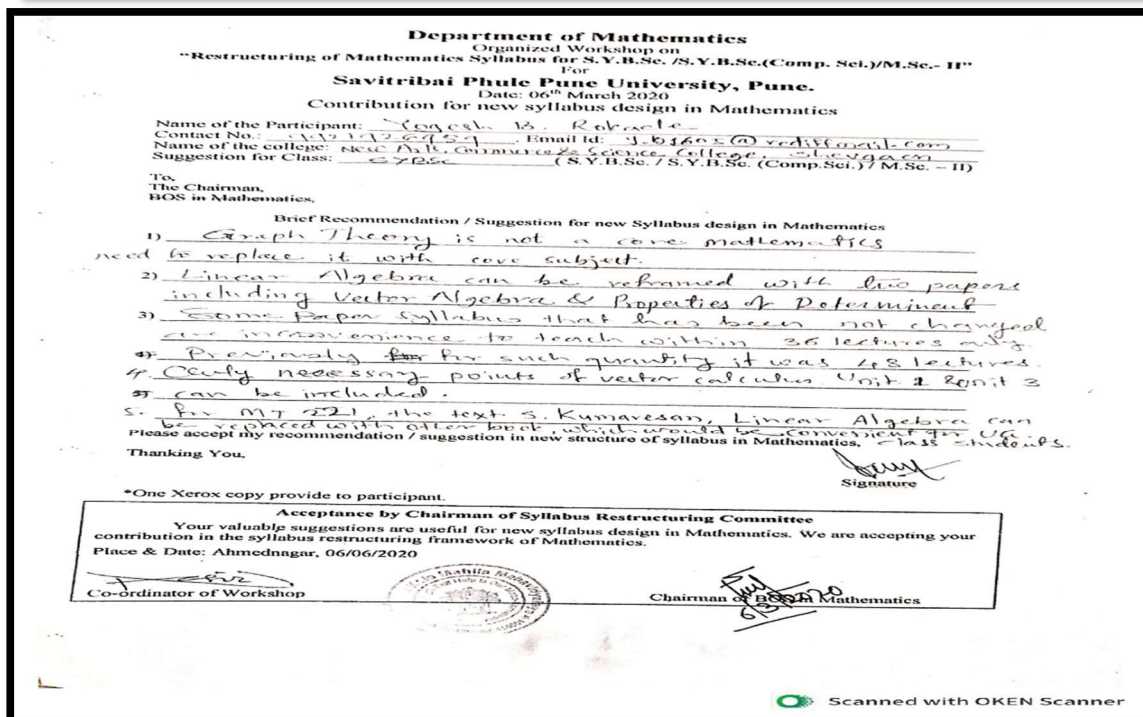 Department of Mathematics
Organized Workshop on
"Restructuring of Mathematics Syllabus for S.Y.B.Sc. /S.Y.B.Sc.(Comp. Sci.)/M.Sc.- II"
For
Savitribai Phule Pune University, Pune.
Date: 06th March 2020
Contribution for new syllabus design in Mathematics
Name of the Participant: Yogesh B.
Contact No.: Email Id: @ rediffmail.com
Name of the college: New Arts, Commerce & Science College, Shevgaon
Suggestion for Class: SYBSc (S.Y.B.Sc. / S.Y.B.Sc. (Comp.Sci.) / M.Sc. – II)
To,
The Chairman,
BOS in Mathematics,
Brief Recommendation / Suggestion for new Syllabus design in Mathematics
1) Graph Theory is not a core mathematics
need to replace it with core subject.
2) Linear Algebra can be reframed with two papers
including Vector Algebra & Properties of Determinent
3) Some Paper Syllabus that has been not changed
are inconvenience to teach within 36 lectures only.
4) Previously for for such quantity it was 48 lectures.
4. Only necessary points of vector calculus Unit 2 & Unit 3
5) can be included.
5. For MT 221, the text S. Kumaresan, Linear Algebra can
be replaced with other book, which would be convenient for UG
Please accept my recommendation / suggestion in new structure of syllabus in Mathematics. class students.
Thanking You,
Signature
*One Xerox copy provide to participant.
Acceptance by Chairman of Syllabus Restructuring Committee
Your valuable suggestions are useful for new syllabus design in Mathematics. We are accepting your
contribution in the syllabus restructuring framework of Mathematics.
Place & Date: Ahmednagar, 06/06/2020
Co-ordinator of Workshop
Mahila Mahavidyalaya
Chairman of BOS in Mathematics
6/3/2020
Scanned with OKEN Scanner